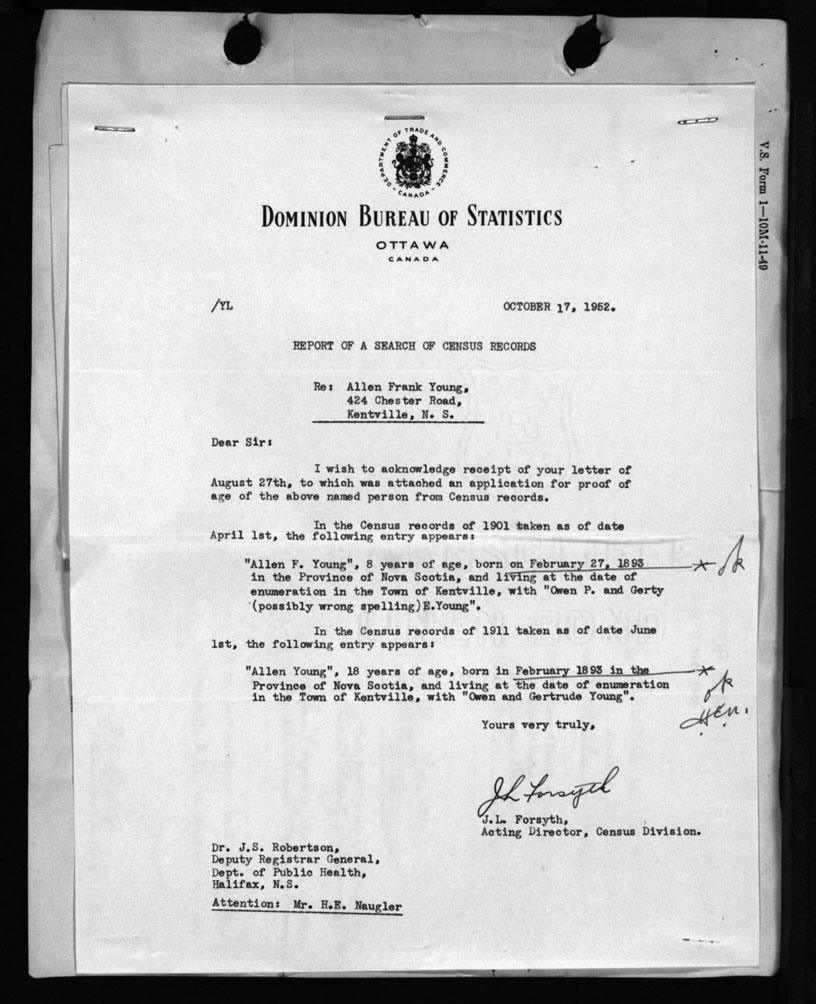 DEPARTMENT OF TRADE AND COMMERCE
CANADA
DOMINION BUREAU OF STATISTICS
OTTAWA
CANADA
V.S. Form 1—10M-11-49
/YL OCTOBER 17, 1952.
REPORT OF A SEARCH OF CENSUS RECORDS
Re: Allen Frank Young,
424 Chester Road,
Kentville, N. S.
Dear Sir:
I wish to acknowledge receipt of your letter of
August 27th, to which was attached an application for proof of
age of the above named person from Census records.
In the Census records of 1901 taken as of date
April 1st, the following entry appears:
"Allen F. Young", 8 years of age, born on February 27, 1893 * ok
in the Province of Nova Scotia, and living at the date of
enumeration in the Town of Kentville, with "Owen P. and Gerty
(possibly wrong spelling)E.Young".
In the Census records of 1911 taken as of date June
1st, the following entry appears:
"Allen Young", 18 years of age, born in February 1893 in the *
Province of Nova Scotia, and living at the date of enumeration ok
in the Town of Kentville, with "Owen and Gertrude Young".
H.E.N.
Yours very truly,
JL Forsyth
J.L. Forsyth,
Acting Director, Census Division.
Dr. J.S. Robertson,
Deputy Registrar General,
Dept. of Public Health,
Halifax, N.S.
Attention: Mr. H.E. Naugler